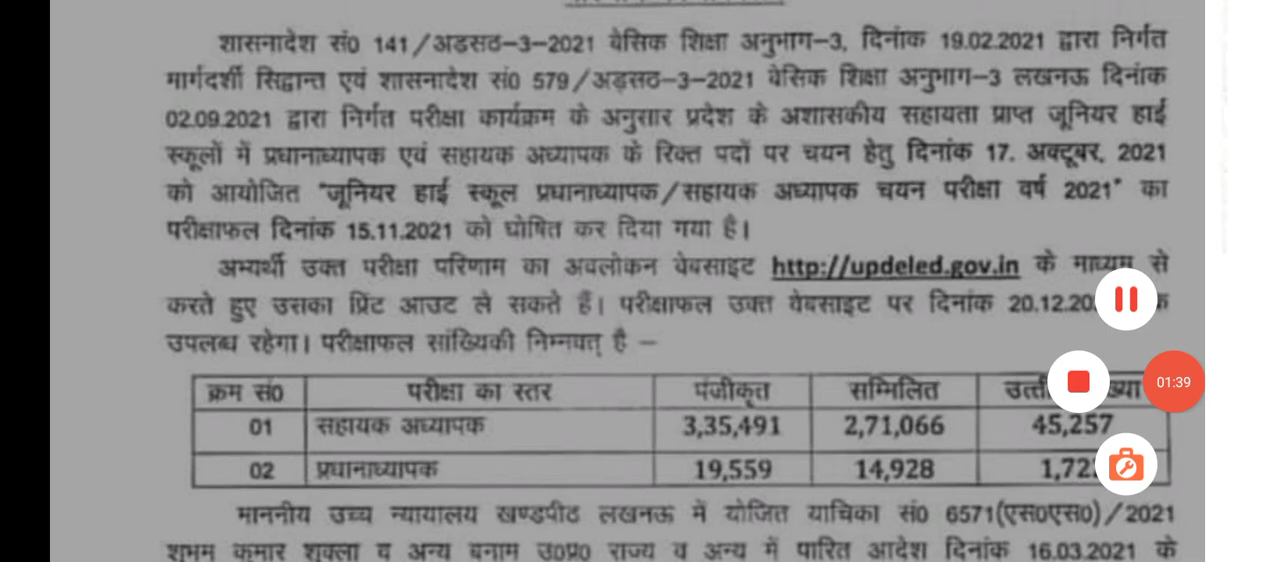 शासनादेश सं0 141/अडसठ-3-2021 वेसिक शिक्षा अनुभाग-3, दिनांक 19.02.2021 द्वारा निर्गत
मार्गदर्शी सिद्वान्त एवं शासनादेश सं0 579/अड़सठ-3-2021 वेसिक शिक्षा अनुभाग-3 लखनऊ दिनांक
02.09.2021 द्वारा निर्गत परीक्षा कार्यक्रम के अनुसार प्रदेश के अशासकीय सहायता प्राप्त जूनियर हाई
स्कूलों में प्रधानाध्यापक एवं सहायक अध्यापक के रिक्त पदों पर चयन हेतु दिनांक 17. अक्टूबर, 2021
को आयोजित "जूनियर हाई स्कूल प्रधानाध्यापक/सहायक अध्यापक चयन परीक्षा वर्ष 2021" का
परीक्षाफल दिनांक 15.11.2021 को घोषित कर दिया गया है।
अभ्यर्थी उक्त परीक्षा परिणाम का अवलोकन वेबसाइट http://updeled.gov.in के माध्यम से
करते हुए उसका प्रिंट आउट ले सकते हैं। परीक्षाफल उक्त वेबसाइट पर दिनांक 20.12.20
उपलब्ध रहेगा। परीक्षाफल सांख्यिकी निम्नवत् है –
क्रम सं0 परीक्षा का स्तर पंजीकृत सम्मिलित
01 सहायक अध्यापक 3,35,491 2,71,066 45,257
02 प्रधानाध्यापक 19,559 14,928 1,72
माननीय उच्च न्यायालय खण्डपीठ लखनऊ में योजित याचिका सं0 6571(एस0एस0)/2021
शुभम कुमार शुक्ला व अन्य बनाम उ0प्र0 राज्य व अन्य में पारित आदेश दिनांक 16.03.2021 के
01:39